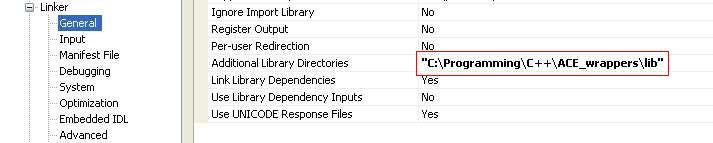 Linker
General
Input
Manifest File
Debugging
System
Optimization
Embedded IDL
Advanced
Ignore Import Library No
Register Output No
Per-user Redirection No
Additional Library Directories "C:\Programming\C++\ACE_wrappers\lib"
Link Library Dependencies Yes
Use Library Dependency Inputs No
Use UNICODE Response Files Yes